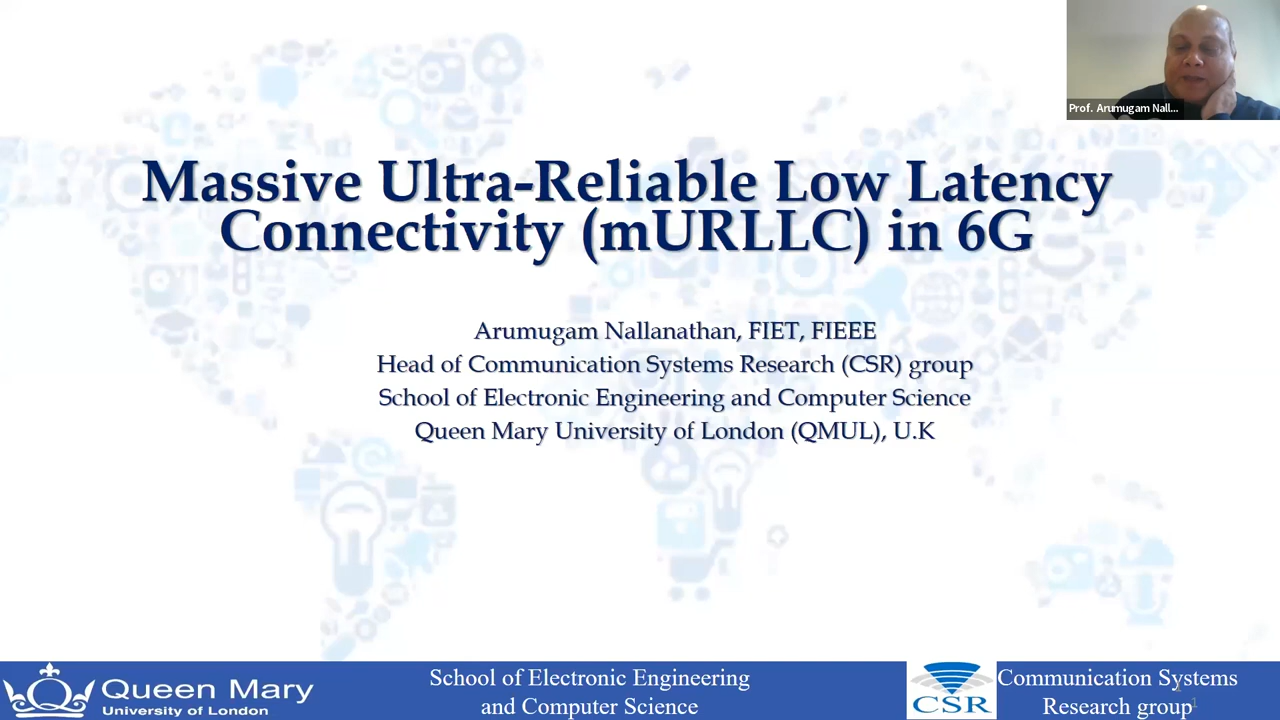 Prof. Arumugam Nall...
Massive Ultra-Reliable Low Latency
Connectivity (mURLLC) in 6G
Arumugam Nallanathan, FIET, FIEEE
Head of Communication Systems Research (CSR) group
School of Electronic Engineering and Computer Science
Queen Mary University of London (QMUL), U.K
Queen Mary
University of London
School of Electronic Engineering
and Computer Science
CSR
Communication Systems
Research group
1